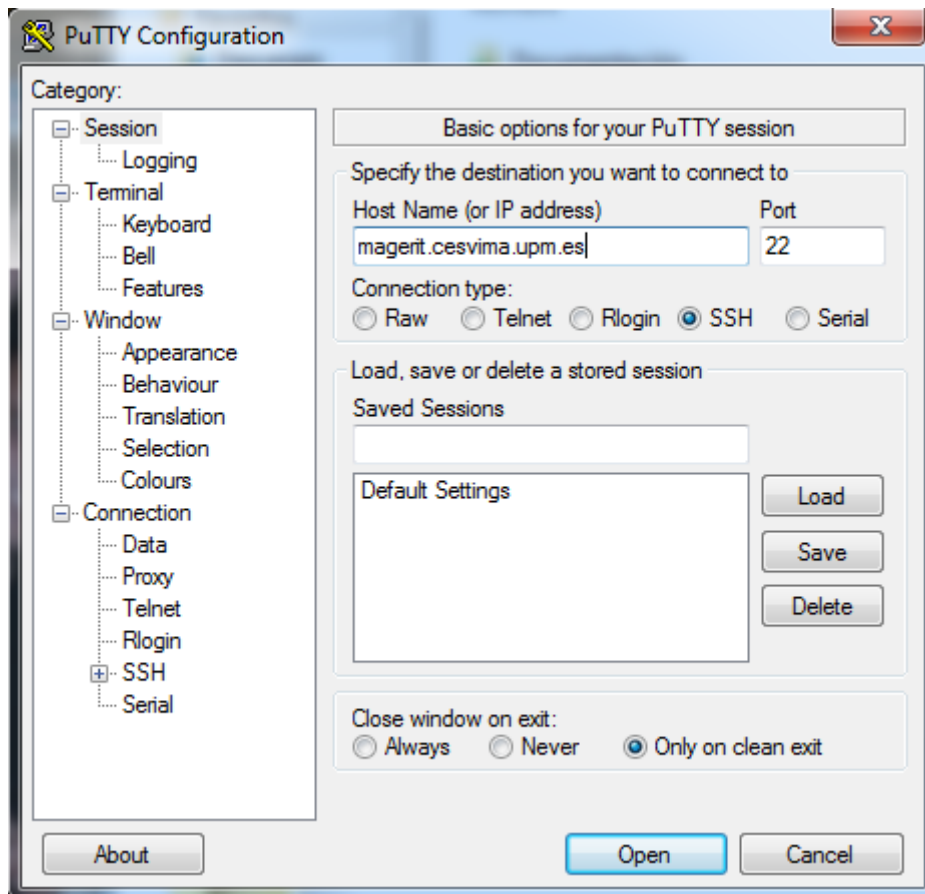 PuTTY Configuration
Category:
Session
Logging
Terminal
Keyboard
Bell
Features
Window
Appearance
Behaviour
Translation
Selection
Colours
Connection
Data
Proxy
Telnet
Rlogin
SSH
Serial
Basic options for your PuTTY session
Specify the destination you want to connect to
Host Name (or IP address) Port
magerit.cesvima.upm.es 22
Connection type:
Raw Telnet Rlogin SSH Serial
Load, save or delete a stored session
Saved Sessions
Default Settings
Load
Save
Delete
Close window on exit:
Always Never Only on clean exit
About Open Cancel